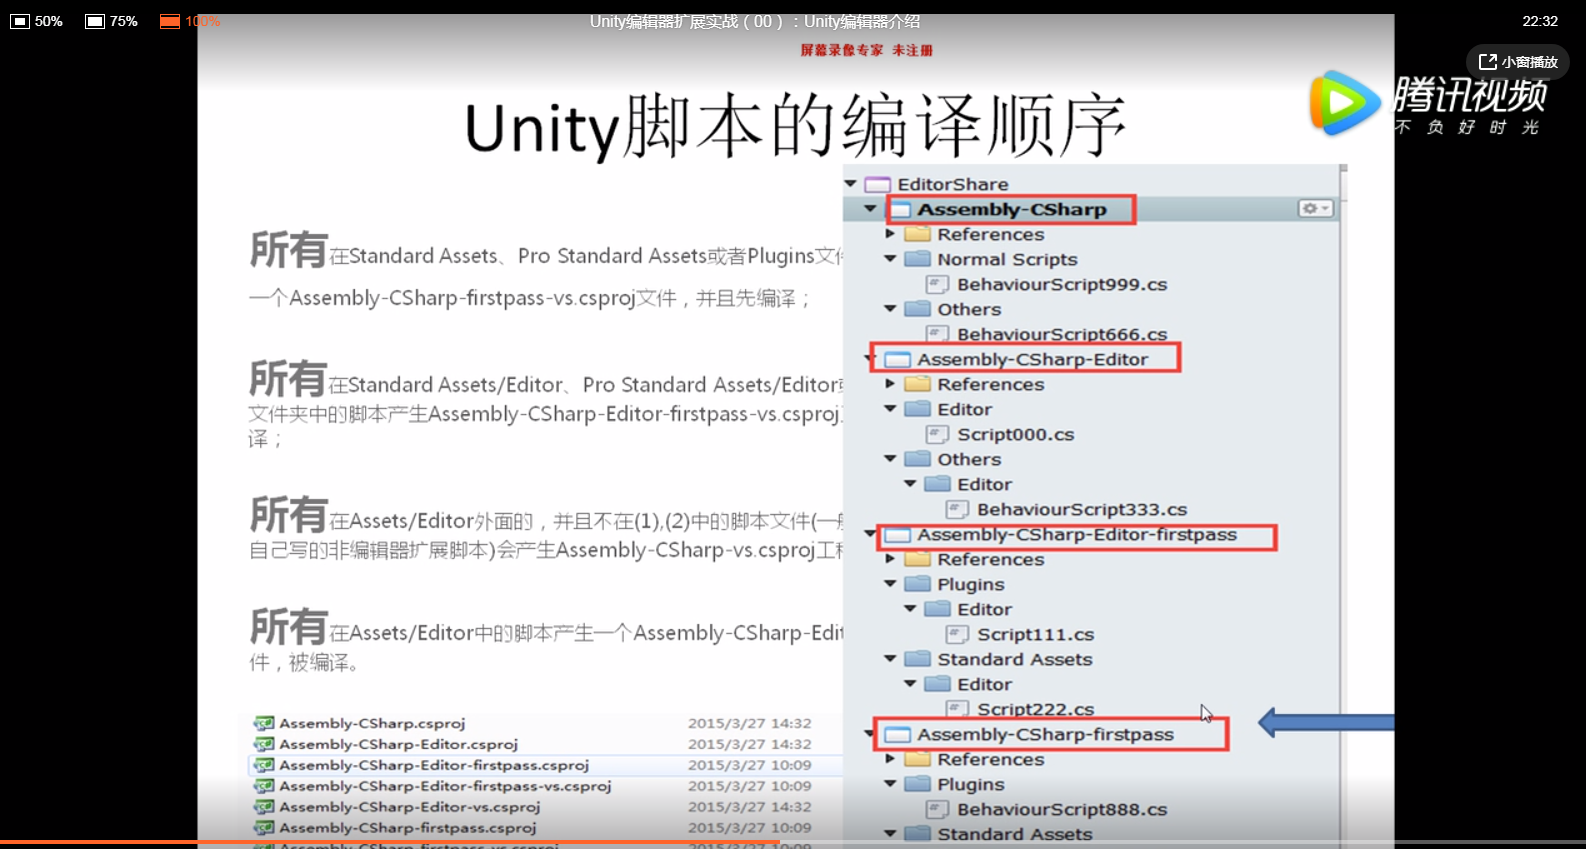 50% 75% 100%
Unity编辑器扩展实战（00）：Unity编辑器介绍
22:32
屏幕录像专家 未注册
小窗播放
腾讯视频
不负好时光
Unity脚本的编译顺序
所有在Standard Assets、Pro Standard Assets或者Plugins文件
一个Assembly-CSharp-firstpass-vs.csproj文件，并且先编译；
所有在Standard Assets/Editor、Pro Standard Assets/Editor
文件夹中的脚本产生Assembly-CSharp-Editor-firstpass-vs.csproj
译；
所有在Assets/Editor外面的，并且不在(1),(2)中的脚本文件(一
自己写的非编辑器扩展脚本)会产生Assembly-CSharp-vs.csproj工
所有在Assets/Editor中的脚本产生一个Assembly-CSharp-Edit
件，被编译。
Assembly-CSharp.csproj 2015/3/27 14:32
Assembly-CSharp-Editor.csproj 2015/3/27 14:32
Assembly-CSharp-Editor-firstpass.csproj 2015/3/27 10:09
Assembly-CSharp-Editor-firstpass-vs.csproj 2015/3/27 10:09
Assembly-CSharp-Editor-vs.csproj 2015/3/27 14:32
Assembly-CSharp-firstpass.csproj 2015/3/27 10:09
Assembly-CSharp-firstpass-vs.csproj 2015/3/27 10:09
EditorShare
Assembly-CSharp
References
Normal Scripts
BehaviourScript999.cs
Others
BehaviourScript666.cs
Assembly-CSharp-Editor
References
Editor
Script000.cs
Others
Editor
BehaviourScript333.cs
Assembly-CSharp-Editor-firstpass
References
Plugins
Editor
Script111.cs
Standard Assets
Editor
Script222.cs
Assembly-CSharp-firstpass
References
Plugins
BehaviourScript888.cs
Standard Assets